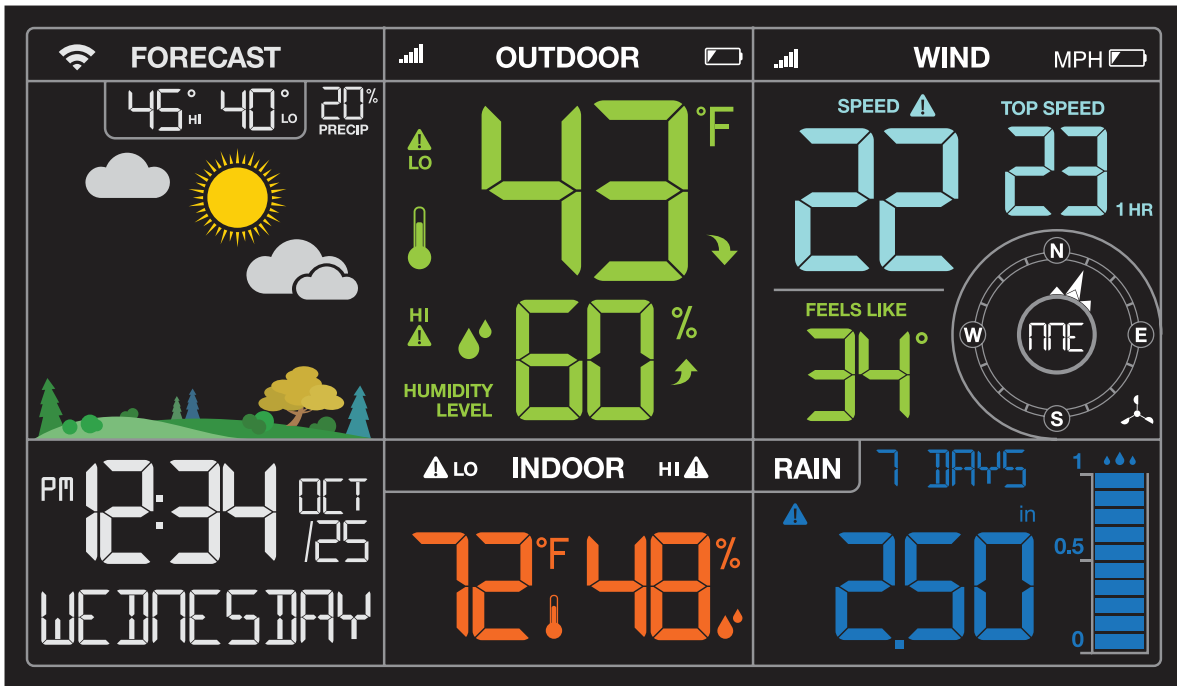 FORECAST
45° HI 40° LO 20%
PRECIP
OUTDOOR
LO
43°F
HI
60%
HUMIDITY
LEVEL
WIND MPH
SPEED TOP SPEED
22 23 1 HR
FEELS LIKE
34°
N
W NNE E
S
PM 12:34 OCT
/25
WEDNESDAY
LO INDOOR HI
72°F 48%
RAIN 7 DAYS
in
2.50
1
0.5
0